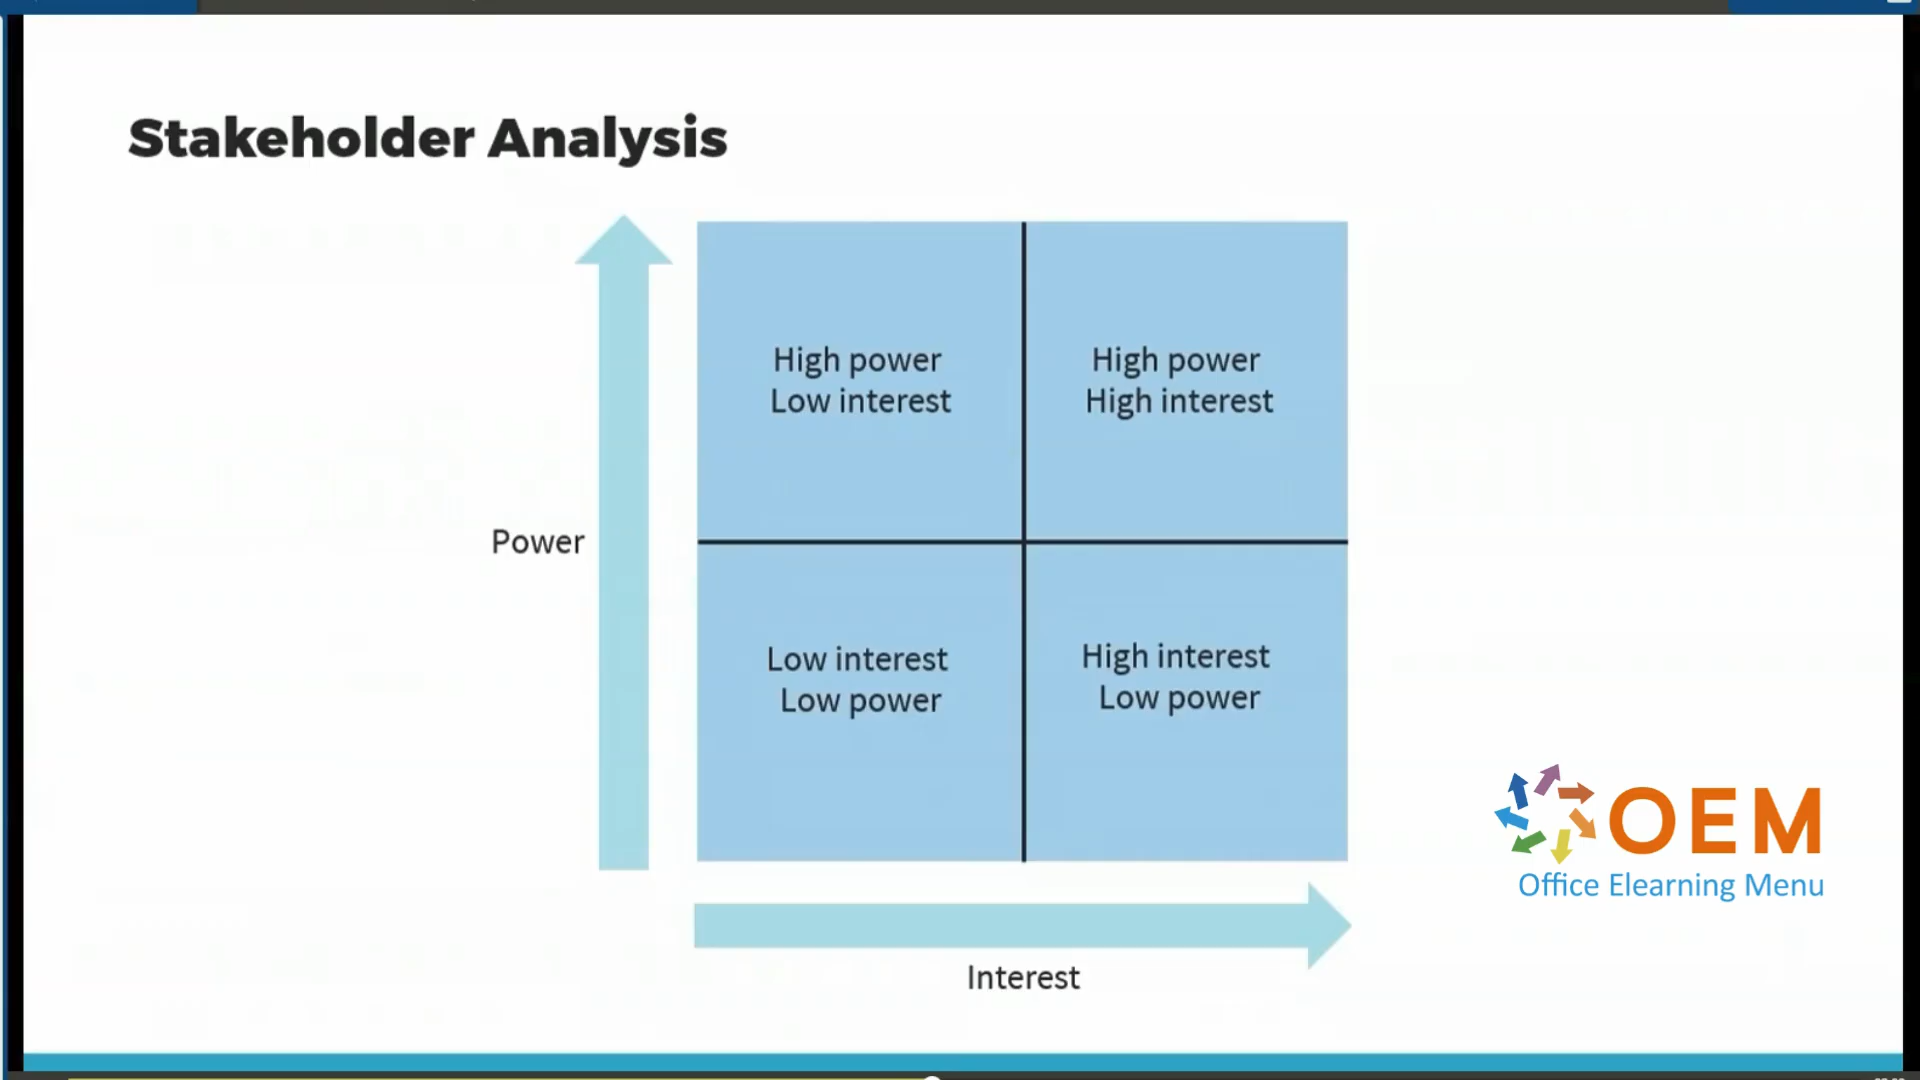 Stakeholder Analysis
High power
Low interest
High power
High interest
Power
Low interest
Low power
High interest
Low power
OEM
Office Elearning Menu
Interest